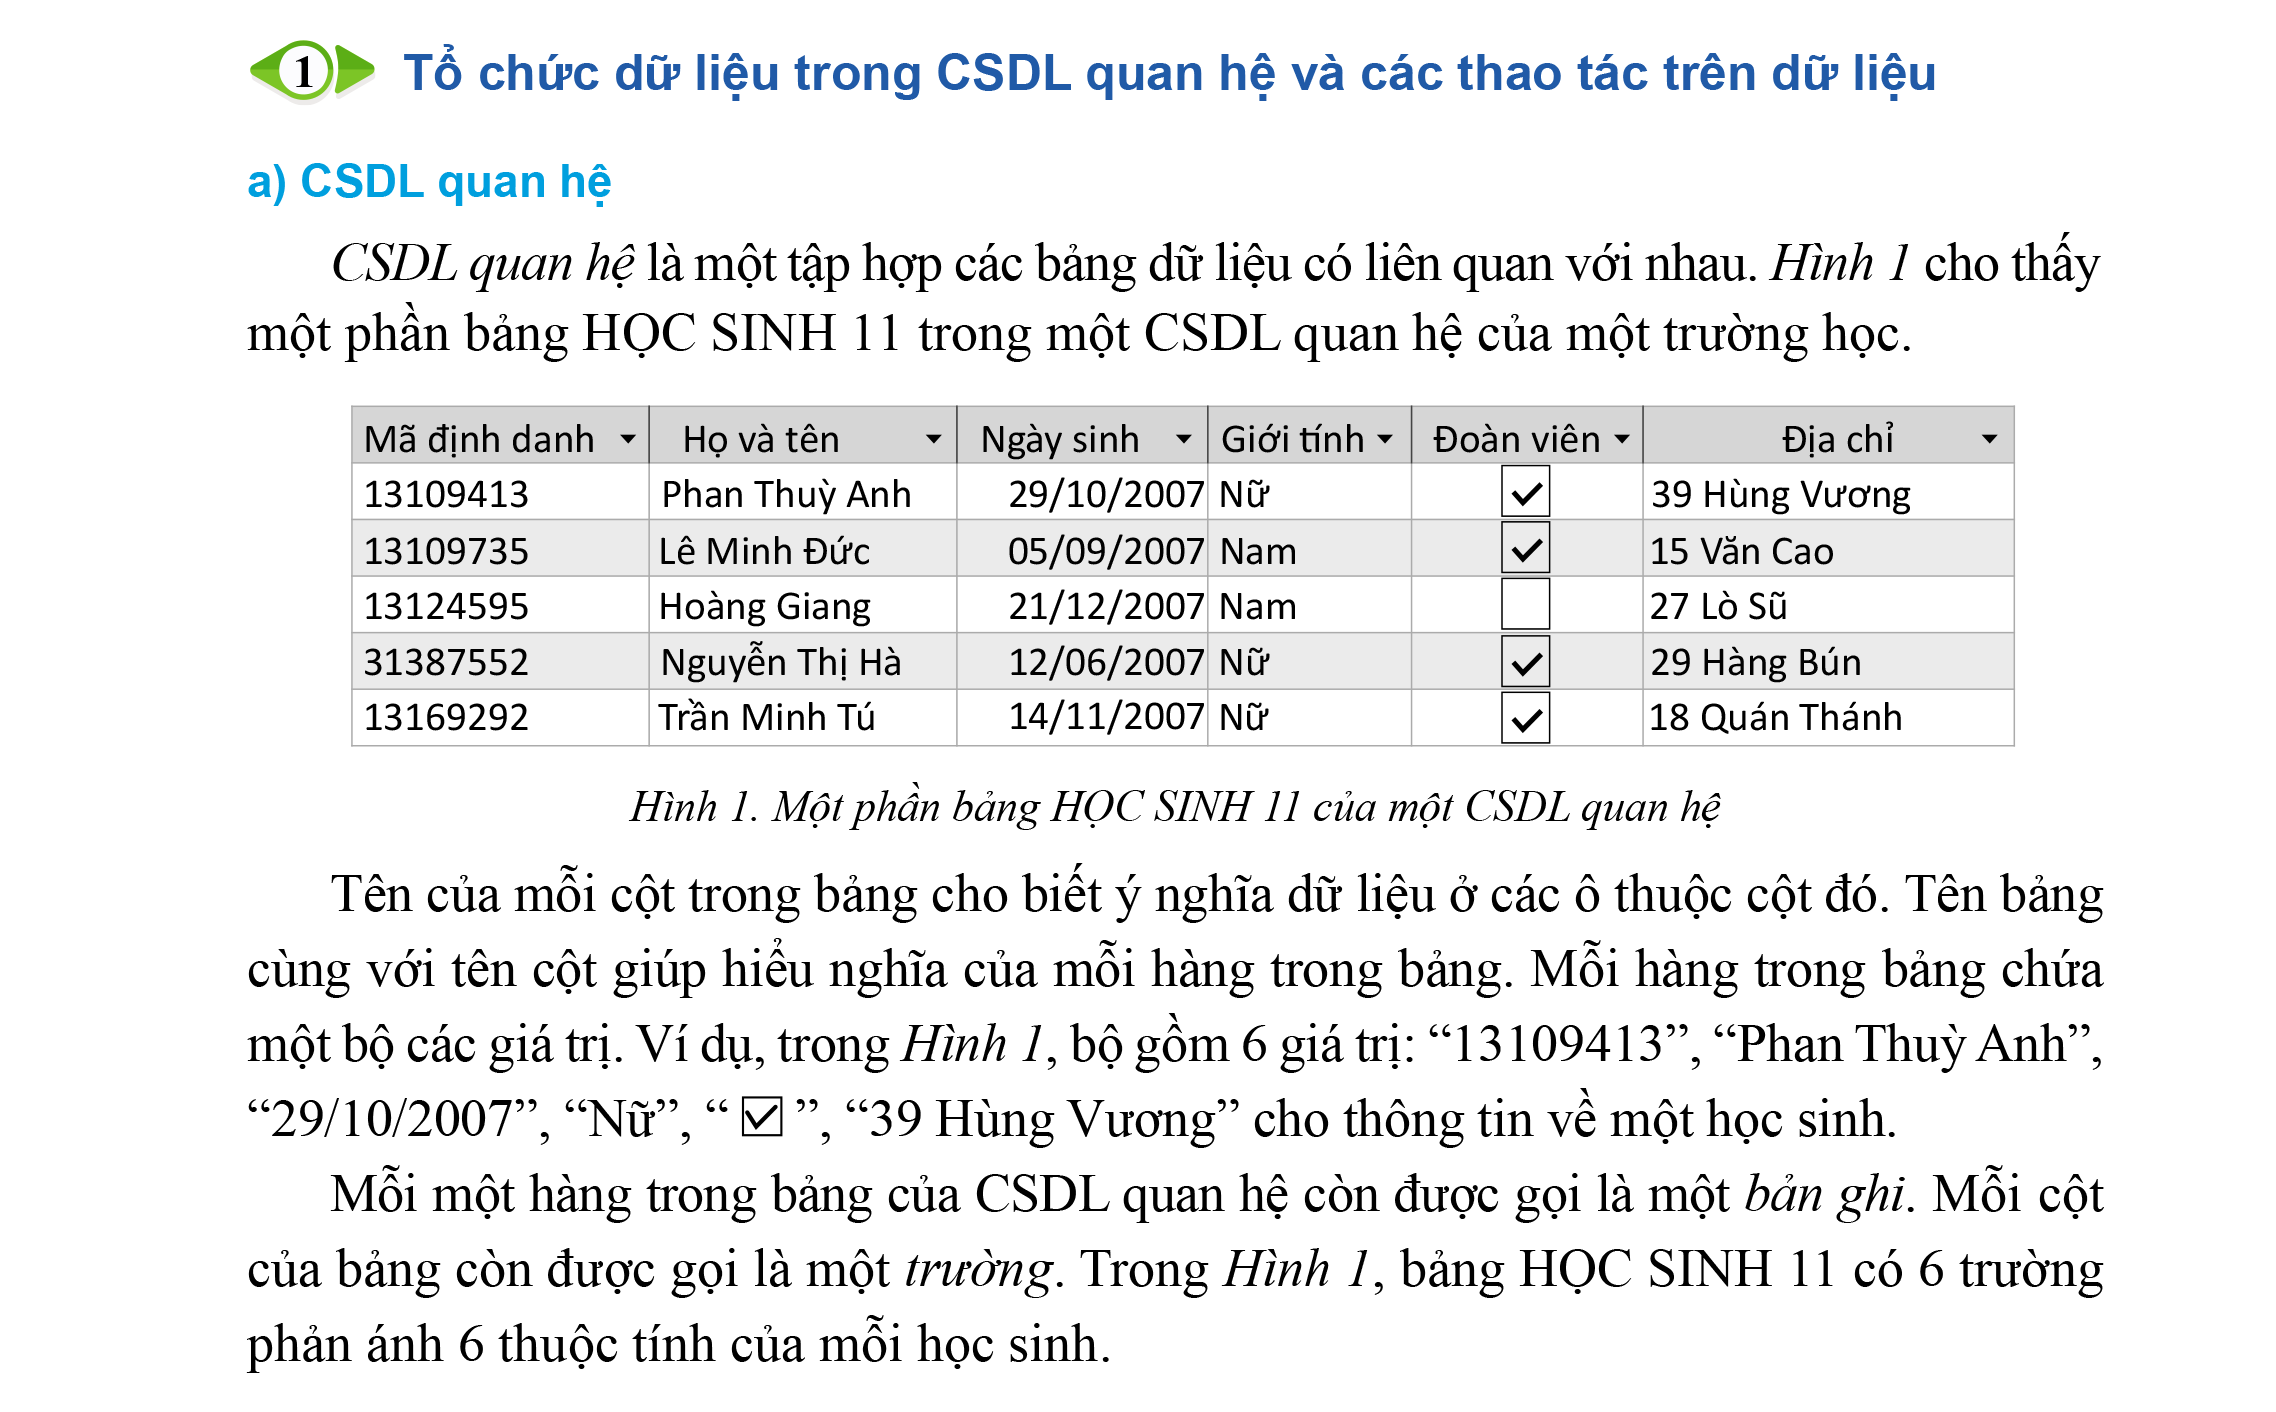 1 Tổ chức dữ liệu trong CSDL quan hệ và các thao tác trên dữ liệu
a) CSDL quan hệ
CSDL quan hệ là một tập hợp các bảng dữ liệu có liên quan với nhau. Hình 1 cho thấy
một phần bảng HỌC SINH 11 trong một CSDL quan hệ của một trường học.
Mã định danh Họ và tên Ngày sinh Giới tính Đoàn viên Địa chỉ
13109413 Phan Thuỳ Anh 29/10/2007 Nữ ☑ 39 Hùng Vương
13109735 Lê Minh Đức 05/09/2007 Nam ☑ 15 Văn Cao
13124595 Hoàng Giang 21/12/2007 Nam ☐ 27 Lò Sũ
31387552 Nguyễn Thị Hà 12/06/2007 Nữ ☑ 29 Hàng Bún
13169292 Trần Minh Tú 14/11/2007 Nữ ☑ 18 Quán Thánh
Hình 1. Một phần bảng HỌC SINH 11 của một CSDL quan hệ
Tên của mỗi cột trong bảng cho biết ý nghĩa dữ liệu ở các ô thuộc cột đó. Tên bảng
cùng với tên cột giúp hiểu nghĩa của mỗi hàng trong bảng. Mỗi hàng trong bảng chứa
một bộ các giá trị. Ví dụ, trong Hình 1, bộ gồm 6 giá trị: “13109413”, “Phan Thuỳ Anh”,
“29/10/2007”, “Nữ”, “ ☑ ”, “39 Hùng Vương” cho thông tin về một học sinh.
Mỗi một hàng trong bảng của CSDL quan hệ còn được gọi là một bản ghi. Mỗi cột
của bảng còn được gọi là một trường. Trong Hình 1, bảng HỌC SINH 11 có 6 trường
phản ánh 6 thuộc tính của mỗi học sinh.